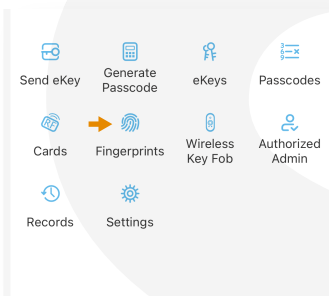 Send eKey
Generate
Passcode
eKeys
Passcodes
Cards
Fingerprints
Wireless
Key Fob
Authorized
Admin
Records
Settings